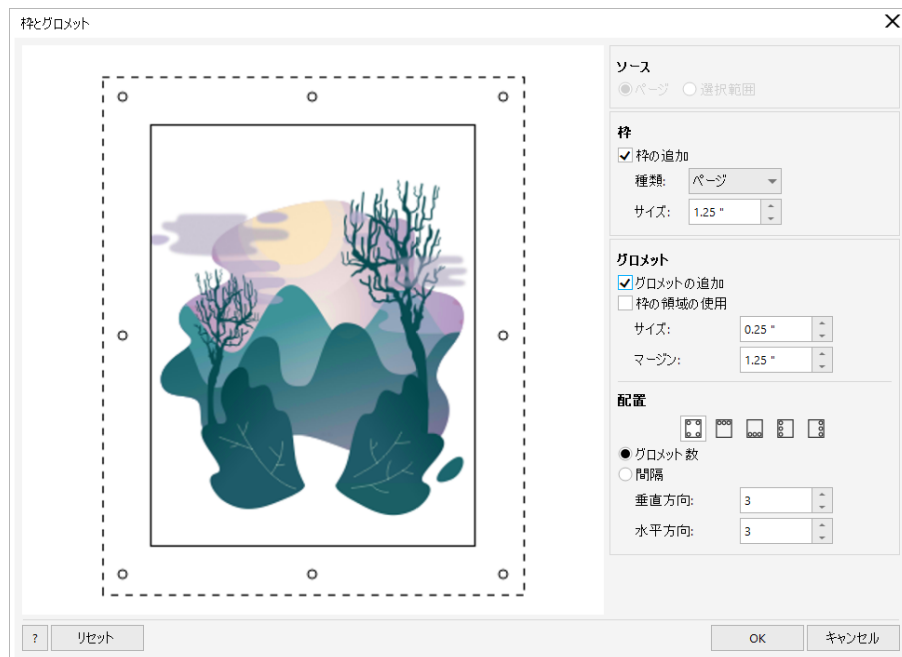 枠とグロメット
ソース
ページ 選択範囲
枠
枠の追加
種類: ページ
サイズ: 1.25 "
グロメット
グロメットの追加
枠の領域の使用
サイズ: 0.25 "
マージン: 1.25 "
配置
グロメット数
間隔
垂直方向: 3
水平方向: 3
? リセット OK キャンセル